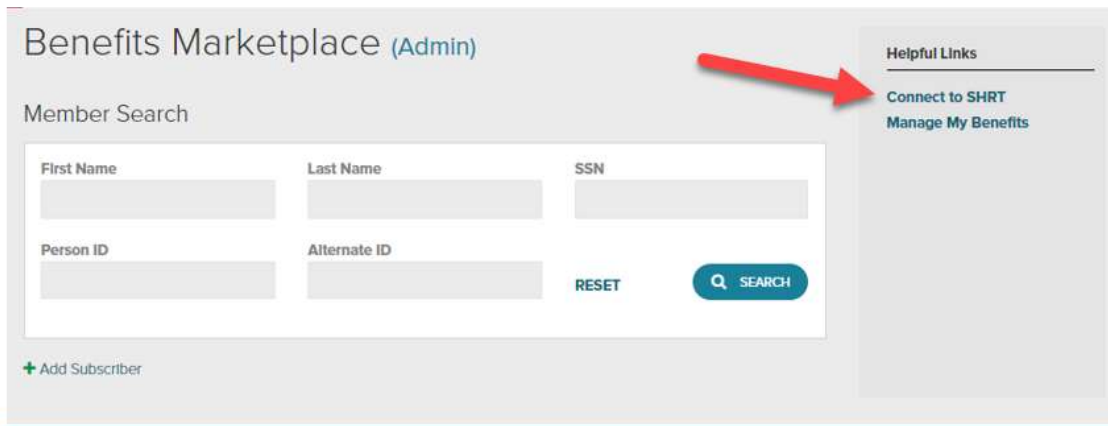 Benefits Marketplace (Admin)
Member Search
First Name
Last Name
SSN
Person ID
Alternate ID
RESET
SEARCH
+ Add Subscriber
Helpful Links
Connect to SHRT
Manage My Benefits